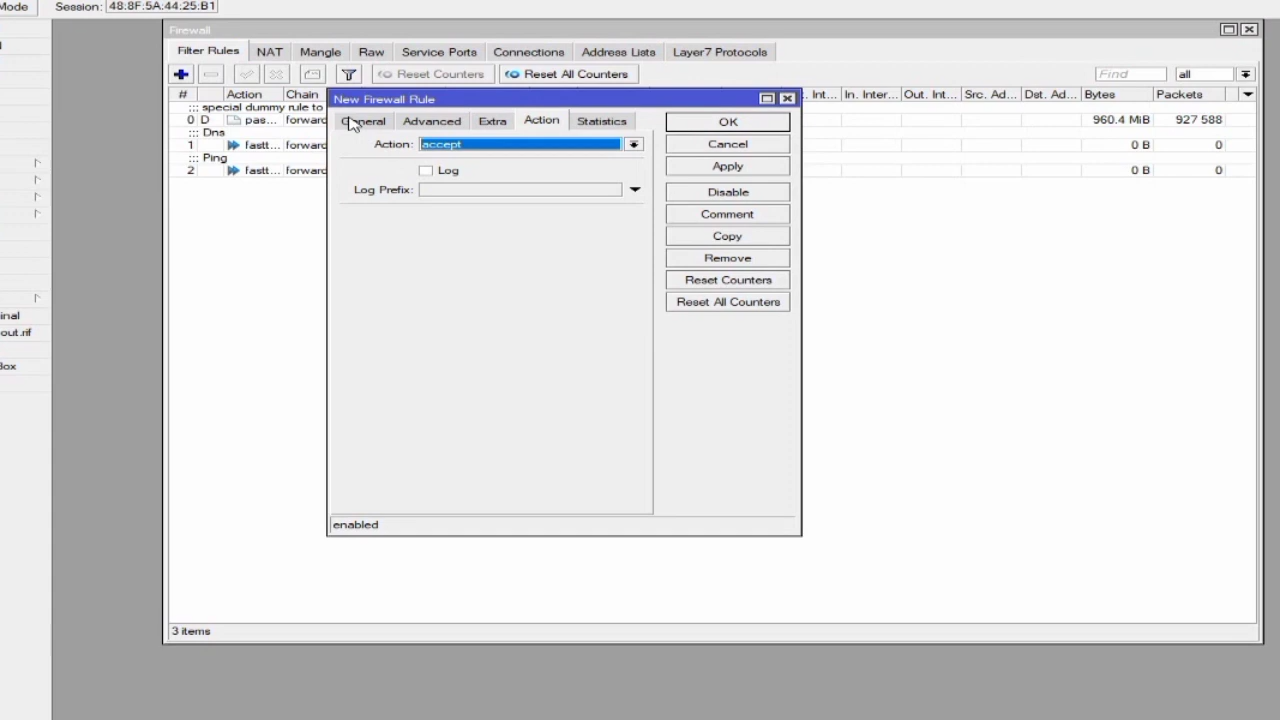 Mode Session: 48:8F:5A:44:25:B1
Firewall
Filter Rules NAT Mangle Raw Service Ports Connections Address Lists Layer7 Protocols
Reset Counters Reset All Counters Find all
# Action Chain Int... In. Inter... Out. Int... Src. Ad... Dst. Ad... Bytes Packets
::: special dummy rule to
0 D pas... forward 960.4 MiB 927 588
::: Dns
1 fastt... forward 0 B 0
::: Ping
2 fastt... forward 0 B 0
New Firewall Rule
General Advanced Extra Action Statistics
Action: accept
Log
Log Prefix:
OK
Cancel
Apply
Disable
Comment
Copy
Remove
Reset Counters
Reset All Counters
enabled
3 items
inal
out.rif
Box